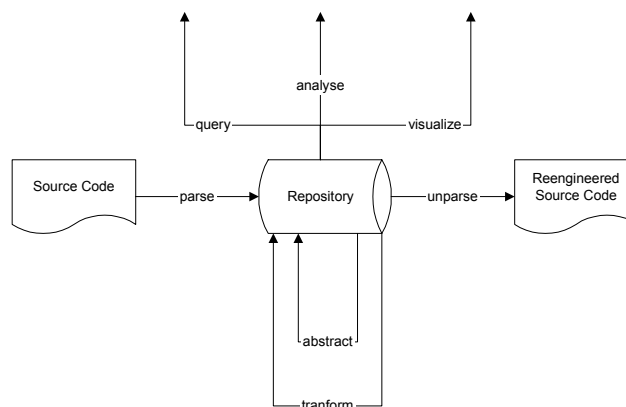 analyse
query
visualize
Source Code
parse
Repository
unparse
Reengineered
Source Code
abstract
tranform